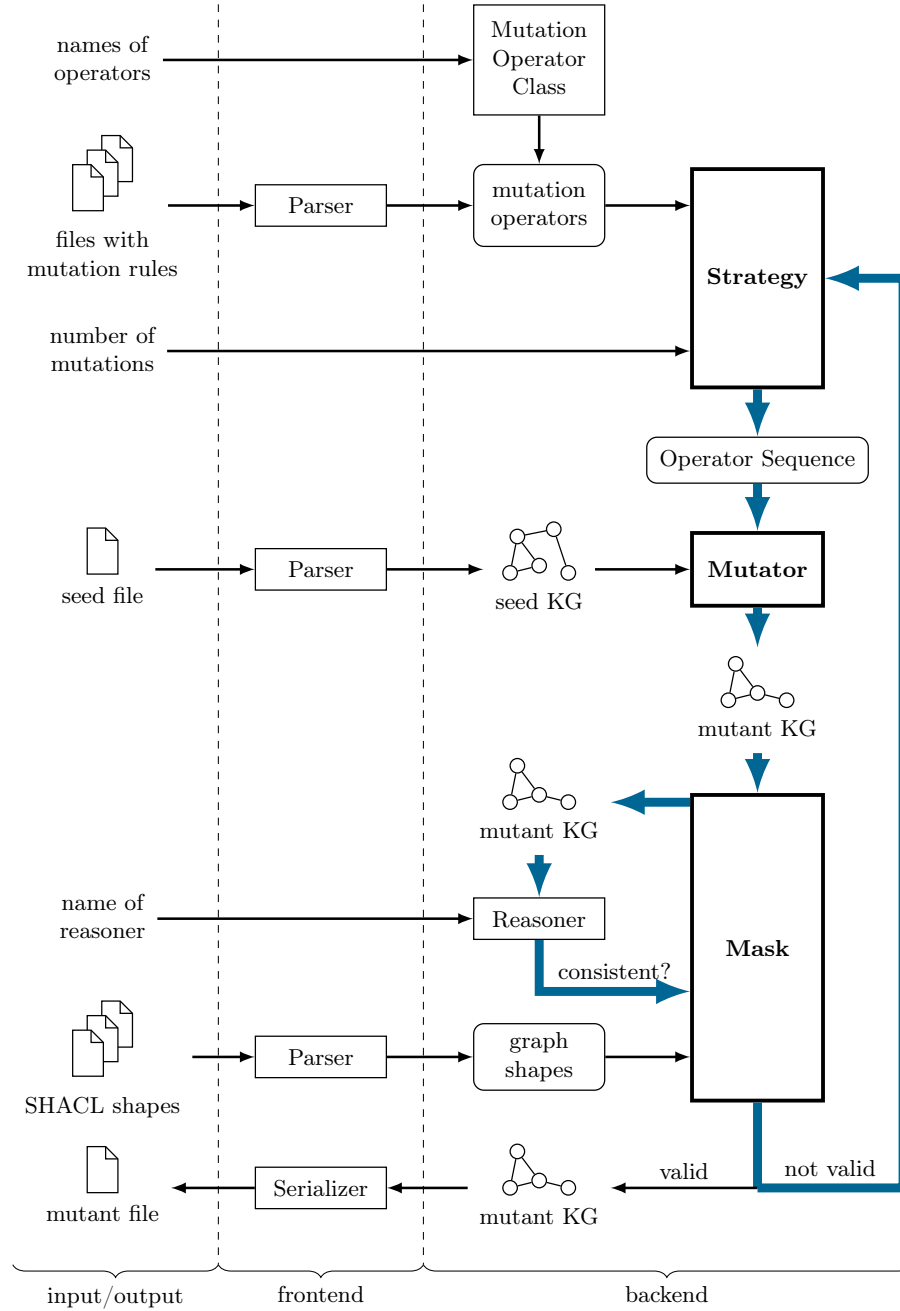 names of
operators
Mutation
Operator
Class
files with
mutation rules
Parser
mutation
operators
Strategy
number of
mutations
Operator Sequence
seed file
Parser
seed KG
Mutator
mutant KG
mutant KG
name of
reasoner
Reasoner
consistent?
Mask
SHACL shapes
Parser
graph
shapes
valid
not valid
mutant file
Serializer
mutant KG
input/output
frontend
backend